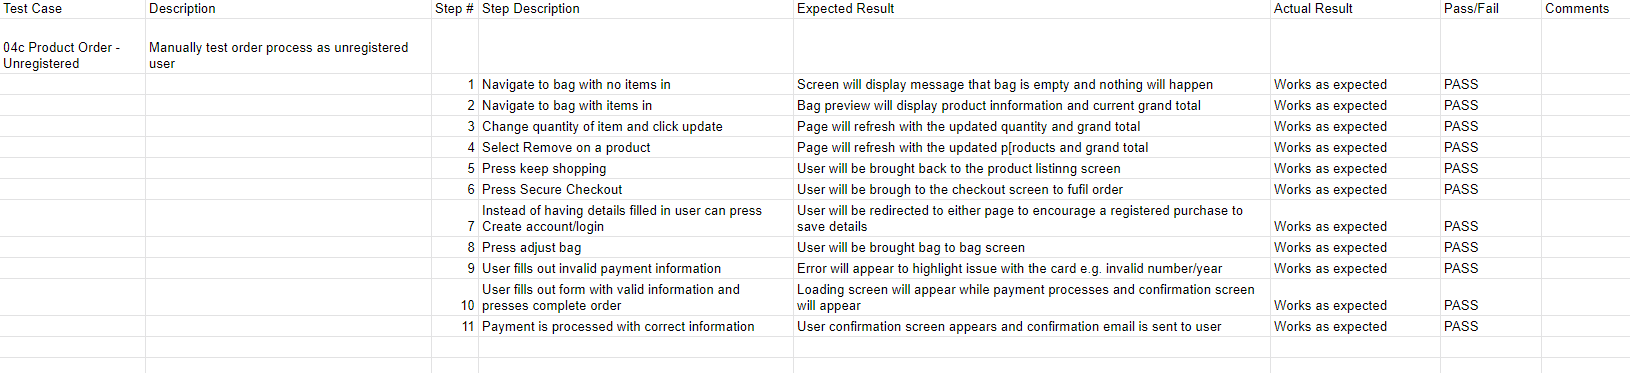 Test Case Description Step # Step Description Expected Result Actual Result Pass/Fail Comments
04c Product Order - Unregistered Manually test order process as unregistered user
1 Navigate to bag with no items in Screen will display message that bag is empty and nothing will happen Works as expected PASS
2 Navigate to bag with items in Bag preview will display product innformation and current grand total Works as expected PASS
3 Change quantity of item and click update Page will refresh with the updated quantity and grand total Works as expected PASS
4 Select Remove on a product Page will refresh with the updated p[roducts and grand total Works as expected PASS
5 Press keep shopping User will be brought back to the product listinng screen Works as expected PASS
6 Press Secure Checkout User will be brough to the checkout screen to fufil order Works as expected PASS
7 Instead of having details filled in user can press Create account/login User will be redirected to either page to encourage a registered purchase to save details Works as expected PASS
8 Press adjust bag User will be brought bag to bag screen Works as expected PASS
9 User fills out invalid payment information Error will appear to highlight issue with the card e.g. invalid number/year Works as expected PASS
10 User fills out form with valid information and presses complete order Loading screen will appear while payment processes and confirmation screen will appear Works as expected PASS
11 Payment is processed with correct information User confirmation screen appears and confirmation email is sent to user Works as expected PASS